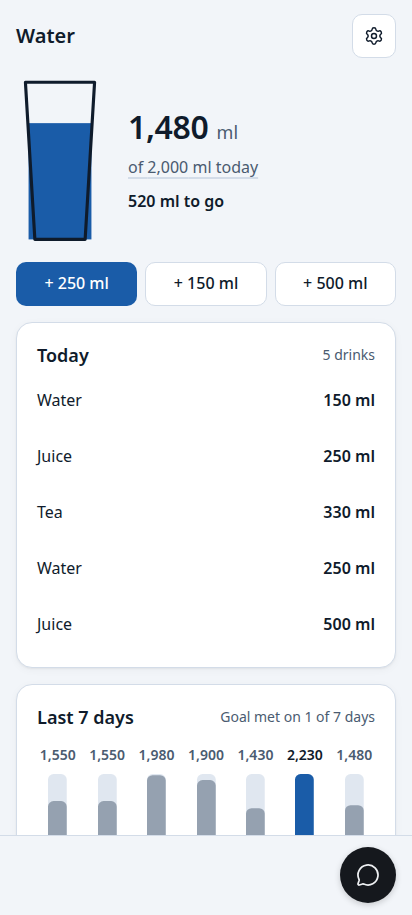 Water
1,480 ml
of 2,000 ml today
520 ml to go
+ 250 ml
+ 150 ml
+ 500 ml
Today
5 drinks
Water
150 ml
Juice
250 ml
Tea
330 ml
Water
250 ml
Juice
500 ml
Last 7 days
Goal met on 1 of 7 days
1,550 1,550 1,980 1,900 1,430 2,230 1,480